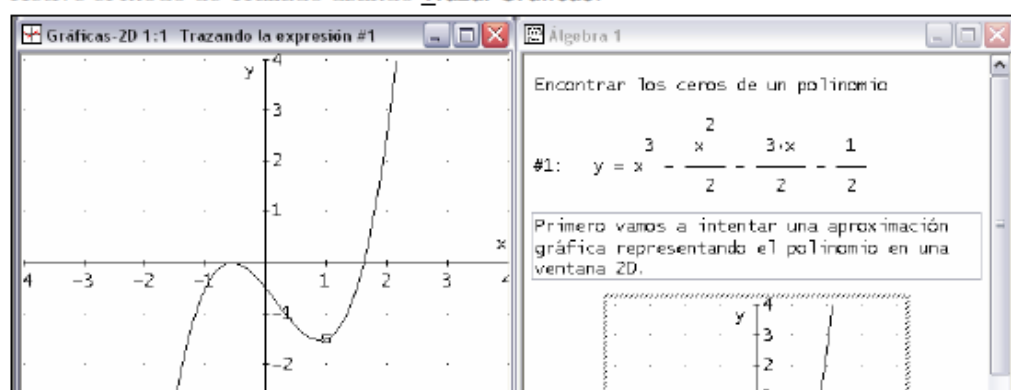 Trazar Gráficas.
Gráficas-2D 1:1 Trazando la expresión #1
y
4
3
2
1
x
4 -3 -2 -1 1 2 3 4
-1
-2
Álgebra 1
Encontrar los ceros de un polinomio
#1: y = x^3 - x^2/2 - 3·x/2 - 1/2
Primero vamos a intentar una aproximación
gráfica representando el polinomio en una
ventana 2D.
y
4
3
2